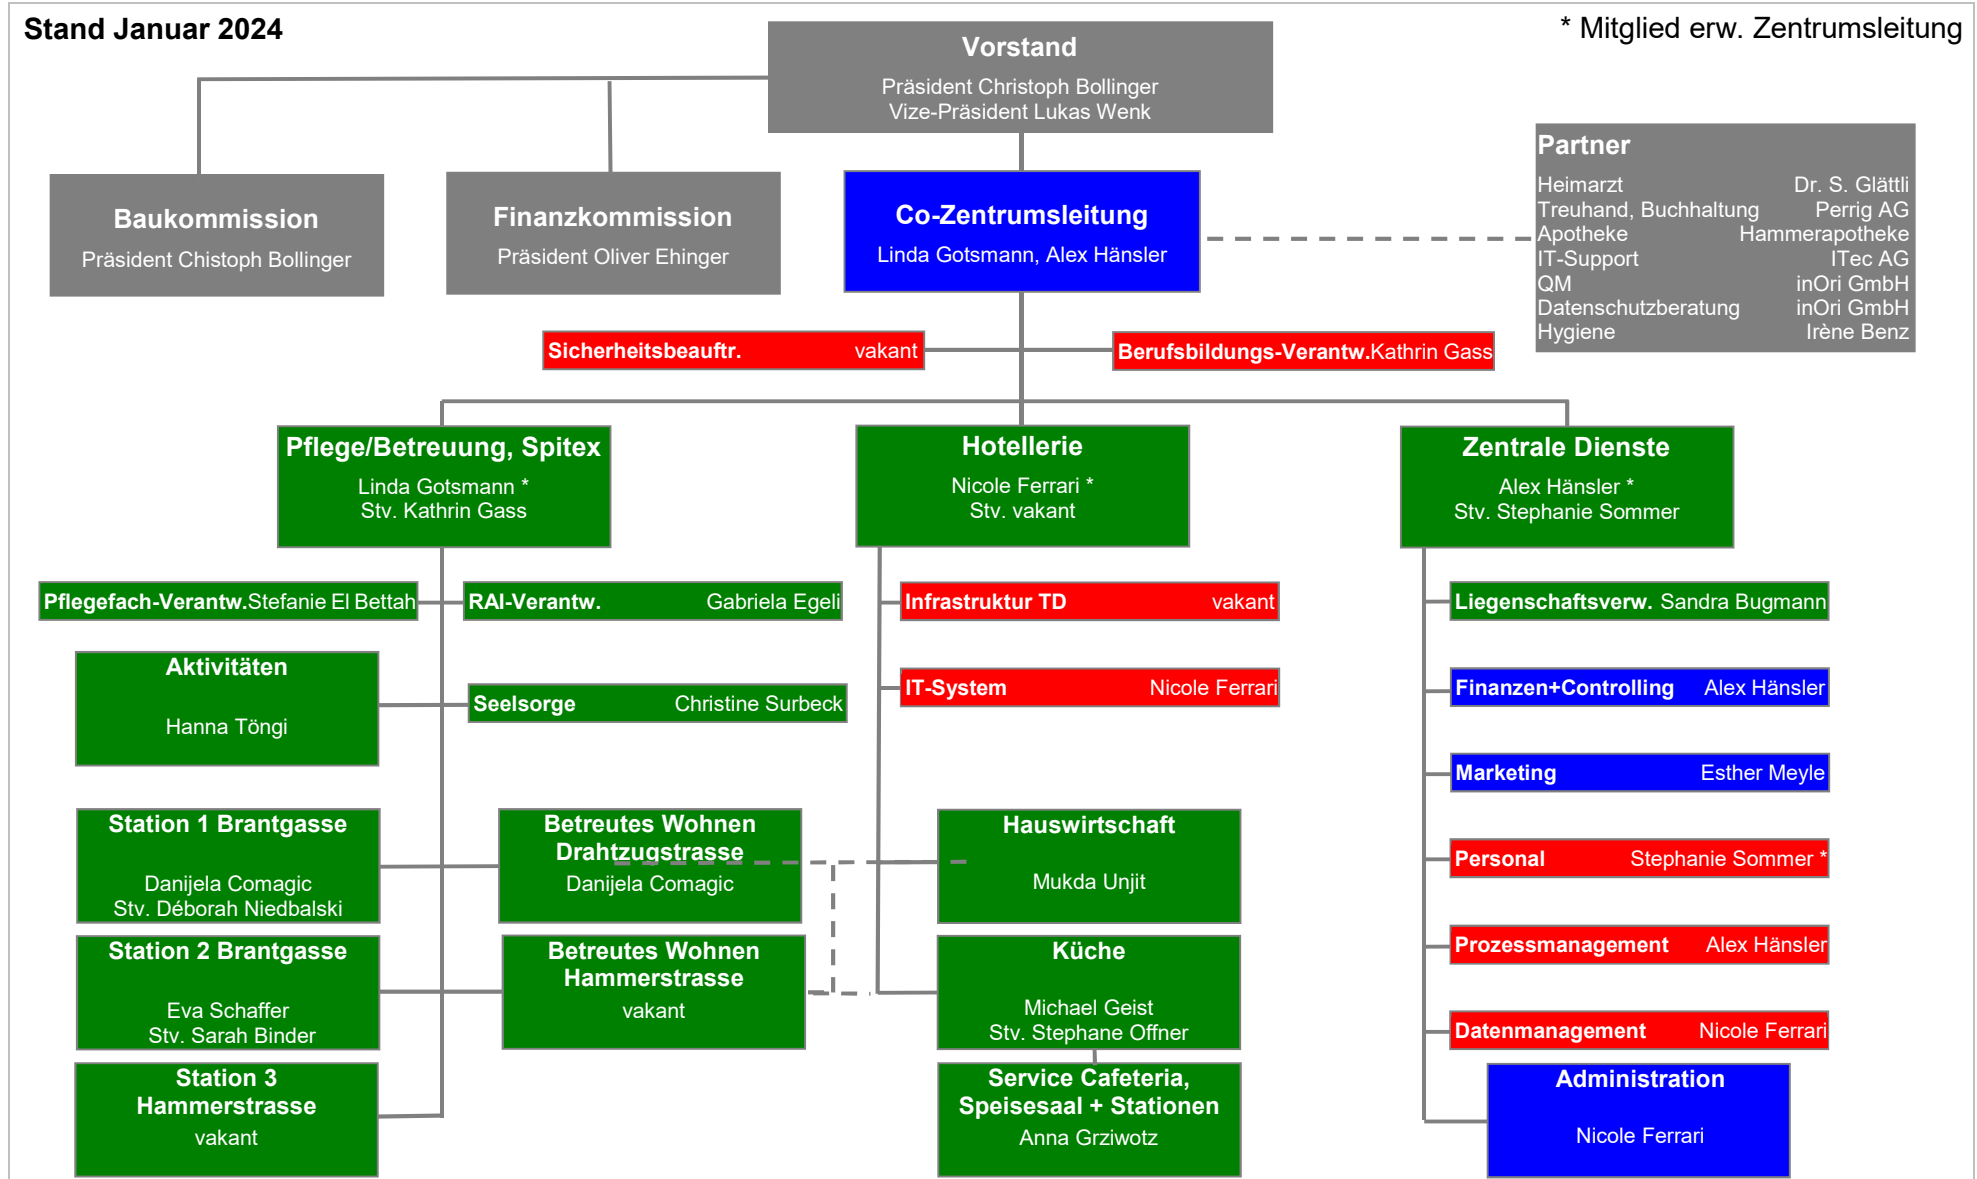 Stand Januar 2024
* Mitglied erw. Zentrumsleitung
Vorstand
Präsident Christoph Bollinger
Vize-Präsident Lukas Wenk
Baukommission
Präsident Chistoph Bollinger
Finanzkommission
Präsident Oliver Ehinger
Co-Zentrumsleitung
Linda Gotsmann, Alex Hänsler
Partner
Heimarzt Dr. S. Glättli
Treuhand, Buchhaltung Perrig AG
Apotheke Hammerapotheke
IT-Support ITec AG
QM inOri GmbH
Datenschutzberatung inOri GmbH
Hygiene Irène Benz
Sicherheitsbeauftr. vakant
Berufsbildungs-Verantw. Kathrin Gass
Pflege/Betreuung, Spitex
Linda Gotsmann *
Stv. Kathrin Gass
Hotellerie
Nicole Ferrari *
Stv. vakant
Zentrale Dienste
Alex Hänsler *
Stv. Stephanie Sommer
Pflegefach-Verantw. Stefanie El Bettah
RAI-Verantw. Gabriela Egeli
Aktivitäten
Hanna Töngi
Seelsorge Christine Surbeck
Station 1 Brantgasse
Danijela Comagic
Stv. Déborah Niedbalski
Betreutes Wohnen
Drahtzugstrasse
Danijela Comagic
Station 2 Brantgasse
Eva Schaffer
Stv. Sarah Binder
Betreutes Wohnen
Hammerstrasse
vakant
Station 3
Hammerstrasse
vakant
Infrastruktur TD vakant
IT-System Nicole Ferrari
Hauswirtschaft
Mukda Unjit
Küche
Michael Geist
Stv. Stephane Offner
Service Cafeteria,
Speisesaal + Stationen
Anna Grziwotz
Liegenschaftsverw. Sandra Bugmann
Finanzen+Controlling Alex Hänsler
Marketing Esther Meyle
Personal Stephanie Sommer *
Prozessmanagement Alex Hänsler
Datenmanagement Nicole Ferrari
Administration
Nicole Ferrari